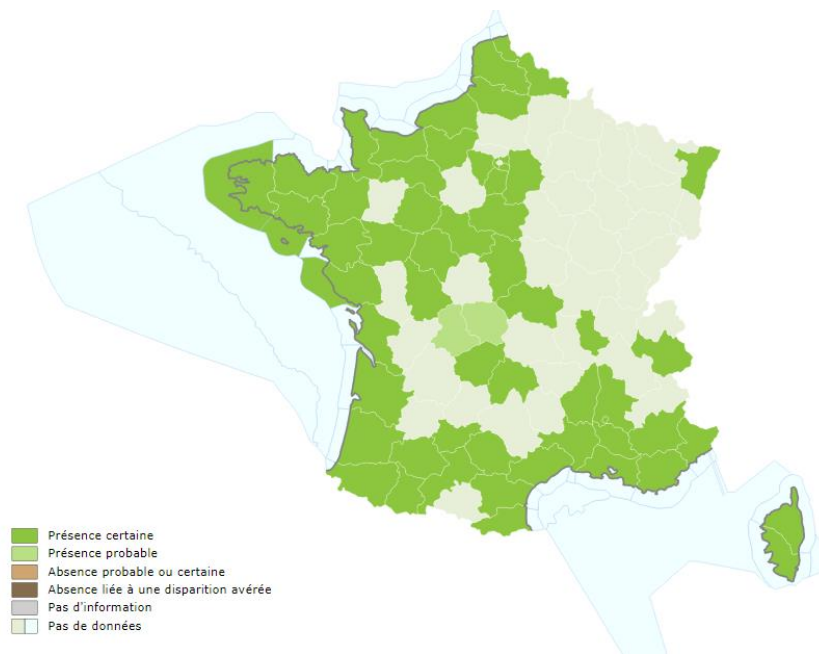 Présence certaine
Présence probable
Absence probable ou certaine
Absence liée à une disparition avérée
Pas d'information
Pas de données